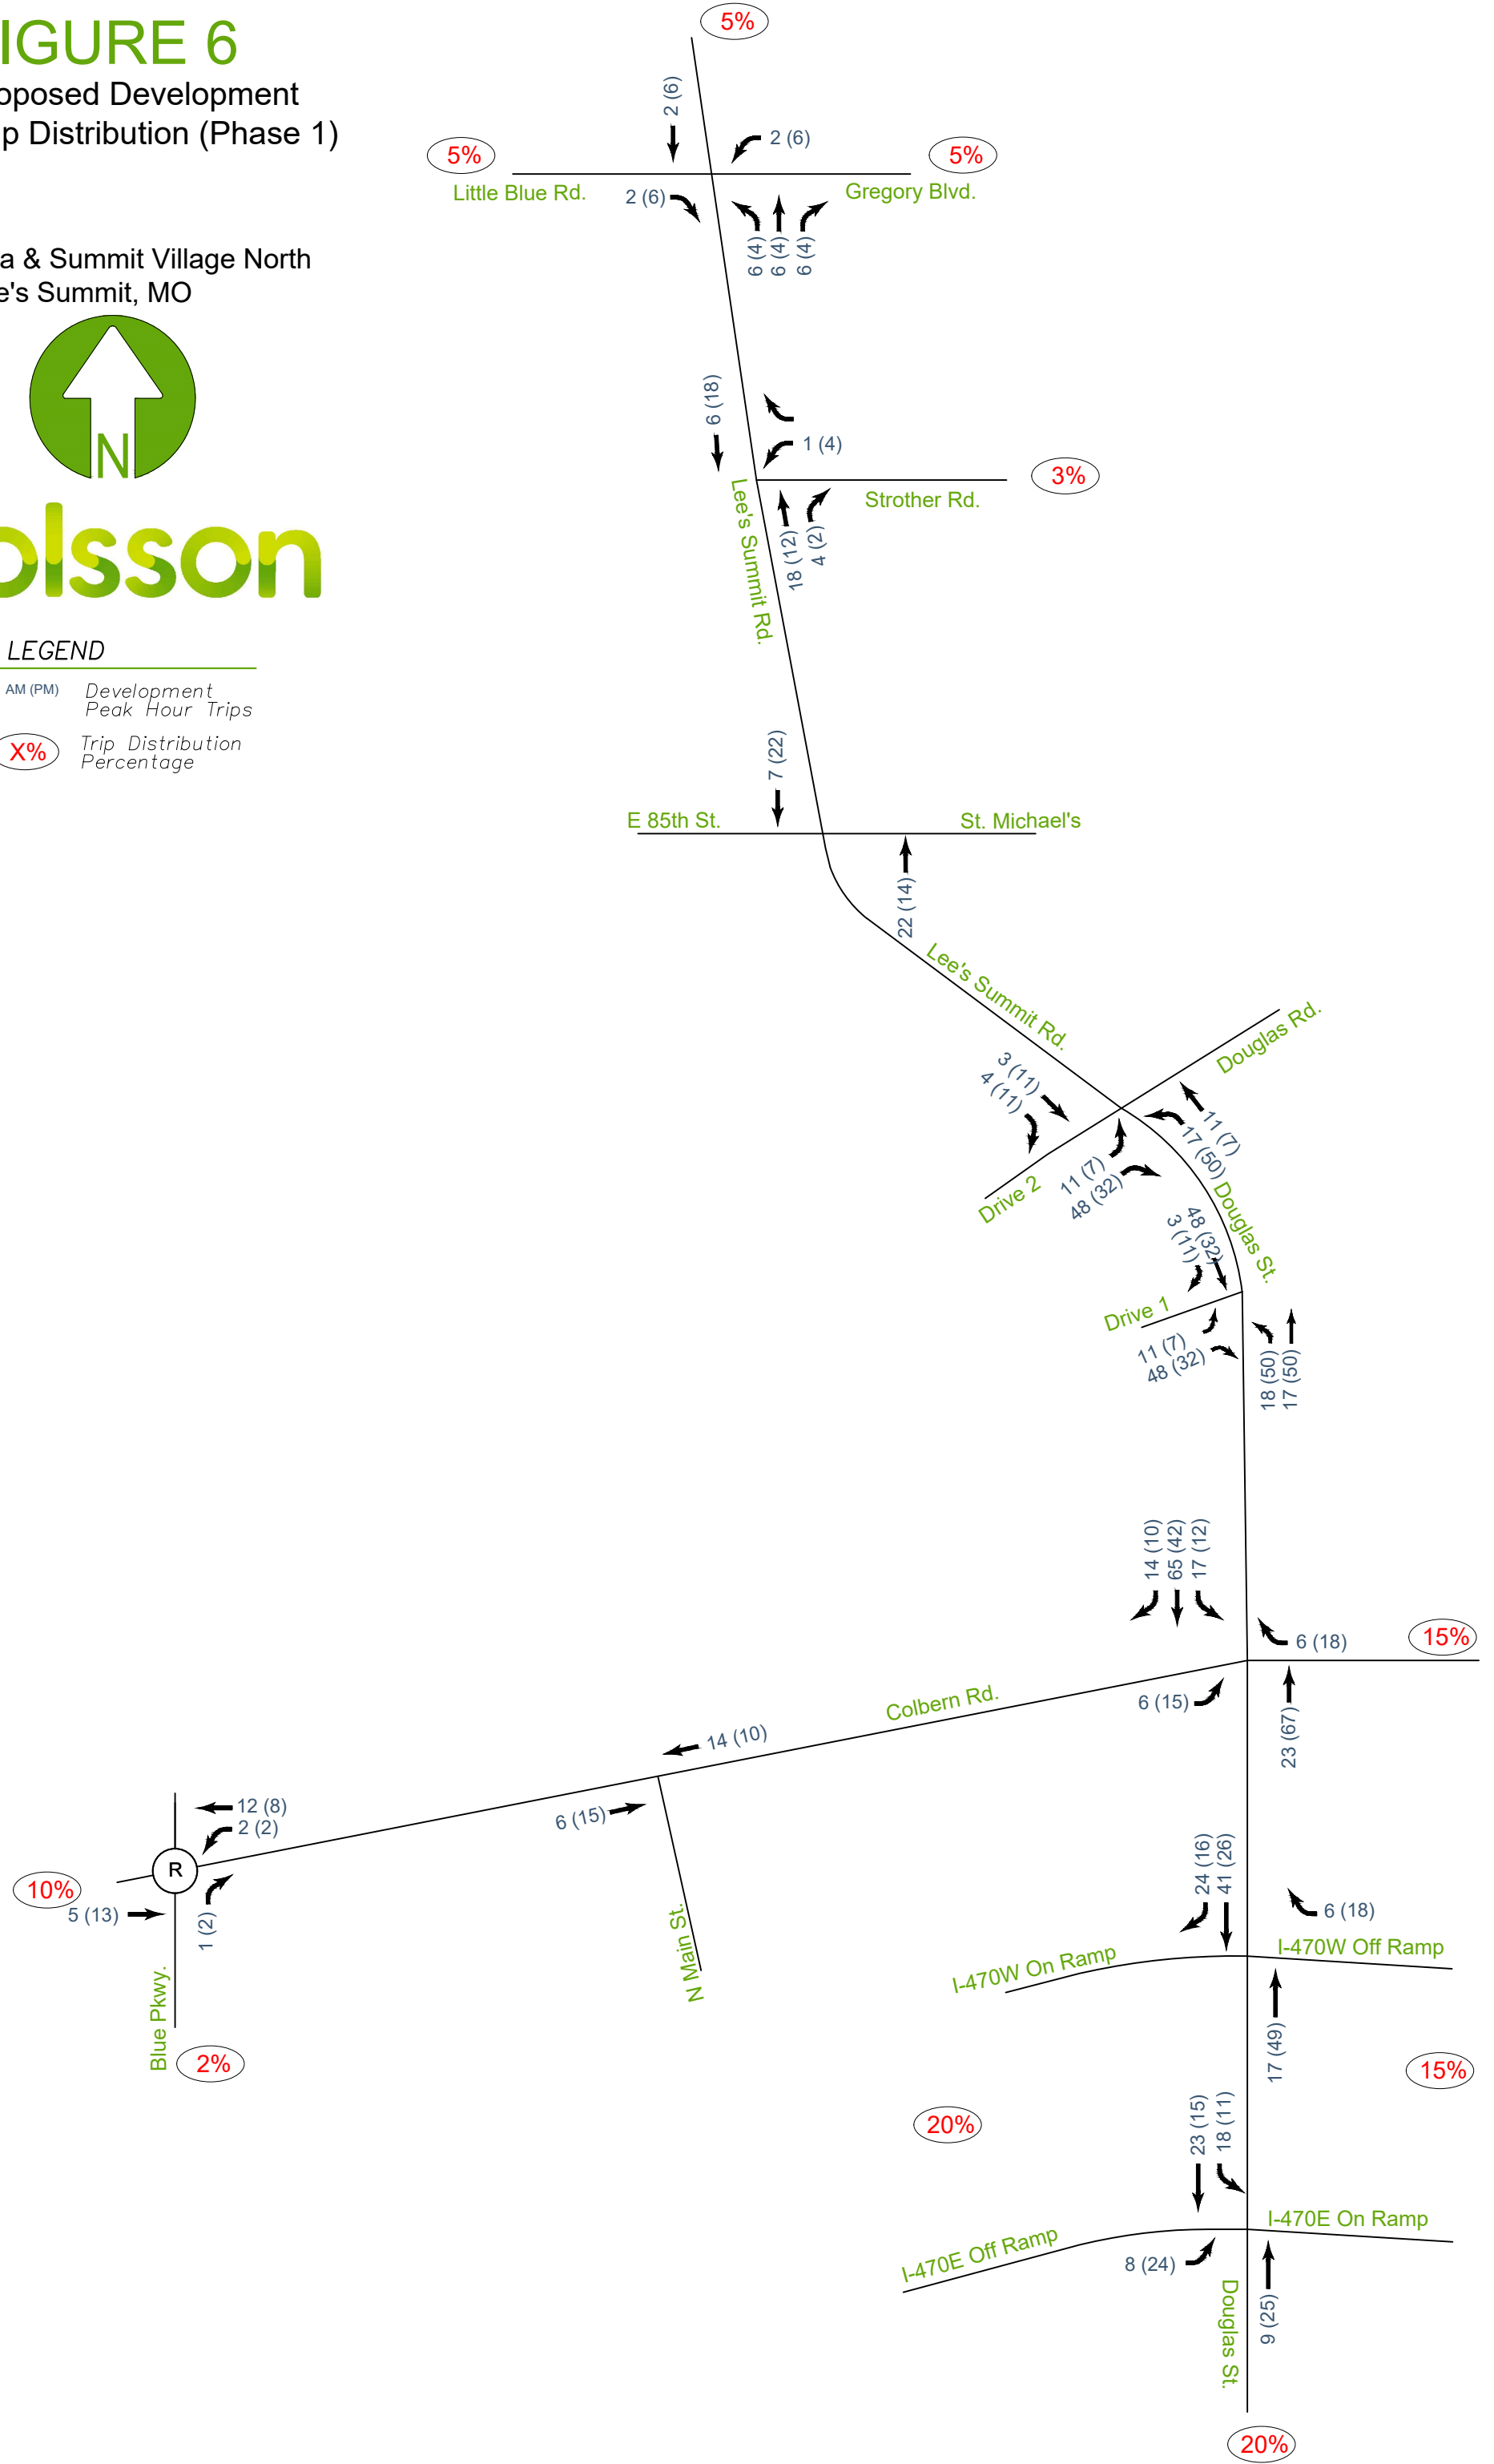 IGURE 6
oposed Development
p Distribution (Phase 1)
a & Summit Village North
e's Summit, MO
N
olsson
LEGEND
AM (PM) Development
Peak Hour Trips
X% Trip Distribution
Percentage
5%
2 (6)
2 (6)
5%
5%
Little Blue Rd.
2 (6)
Gregory Blvd.
6 (4)
6 (4)
6 (4)
6 (18)
1 (4)
3%
Strother Rd.
Lee's Summit Rd.
18 (12)
4 (2)
7 (22)
E 85th St.
St. Michael's
22 (14)
Lee's Summit Rd.
Douglas Rd.
3 (11)
4 (11)
11 (7)
17 (50)
11 (7)
48 (32)
Drive 2
Douglas St.
48 (32)
3 (11)
Drive 1
11 (7)
48 (32)
18 (50)
17 (50)
14 (10)
65 (42)
17 (12)
6 (18)
15%
Colbern Rd.
6 (15)
23 (67)
14 (10)
6 (15)
12 (8)
2 (2)
R
10%
5 (13)
1 (2)
N Main St.
Blue Pkwy.
2%
24 (16)
41 (26)
6 (18)
I-470W On Ramp
I-470W Off Ramp
17 (49)
15%
20%
23 (15)
18 (11)
I-470E Off Ramp
I-470E On Ramp
8 (24)
9 (25)
Douglas St.
20%